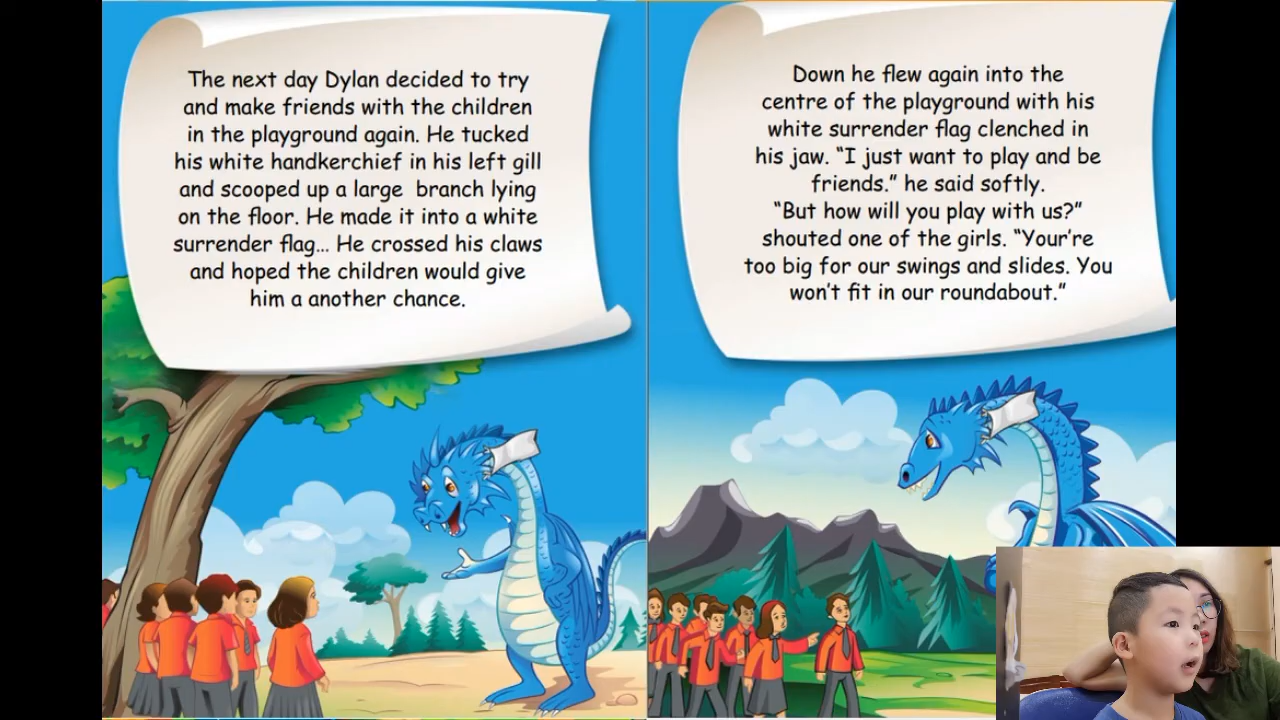 The next day Dylan decided to try
and make friends with the children
in the playground again. He tucked
his white handkerchief in his left gill
and scooped up a large branch lying
on the floor. He made it into a white
surrender flag... He crossed his claws
and hoped the children would give
him a another chance.
Down he flew again into the
centre of the playground with his
white surrender flag clenched in
his jaw. “I just want to play and be
friends.” he said softly.
“But how will you play with us?”
shouted one of the girls. “Your’re
too big for our swings and slides. You
won’t fit in our roundabout.”